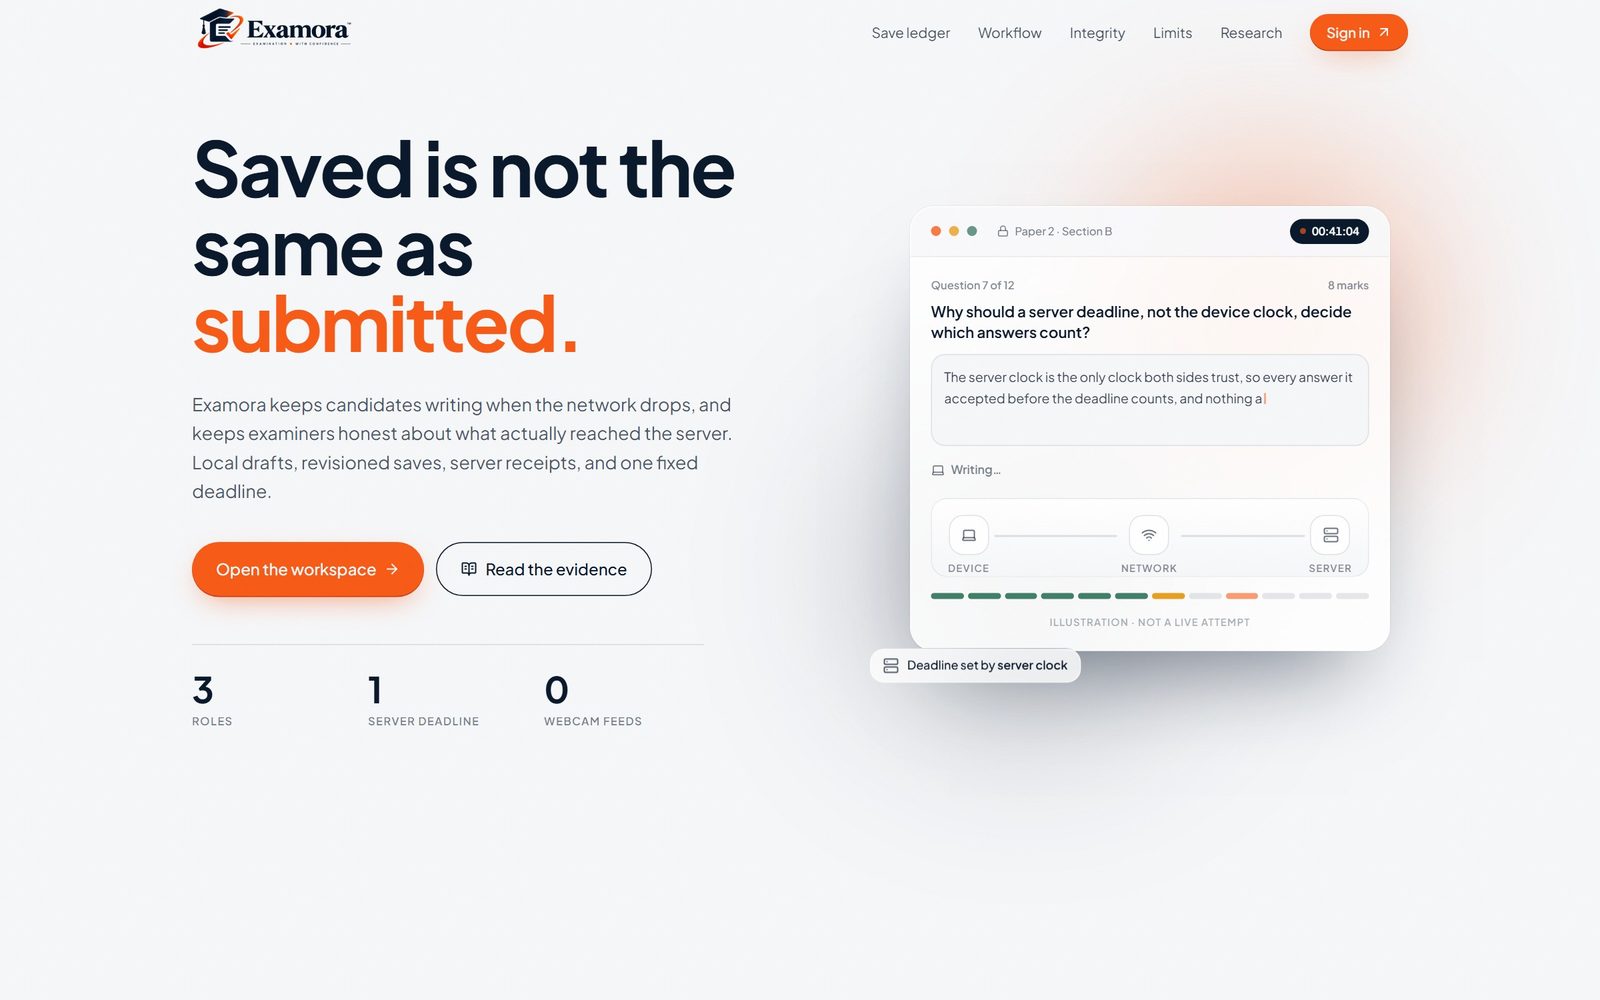 Examora™
EXAMINATION ● WITH CONFIDENCE
Save ledger
Workflow
Integrity
Limits
Research
Sign in
Saved is not the
same as
submitted.
Examora keeps candidates writing when the network drops, and
keeps examiners honest about what actually reached the server.
Local drafts, revisioned saves, server receipts, and one fixed
deadline.
Open the workspace
Read the evidence
3
ROLES
1
SERVER DEADLINE
0
WEBCAM FEEDS
Paper 2 · Section B
00:41:04
Question 7 of 12
8 marks
Why should a server deadline, not the device clock, decide
which answers count?
The server clock is the only clock both sides trust, so every answer it
accepted before the deadline counts, and nothing a
Writing…
DEVICE
NETWORK
SERVER
ILLUSTRATION · NOT A LIVE ATTEMPT
Deadline set by server clock